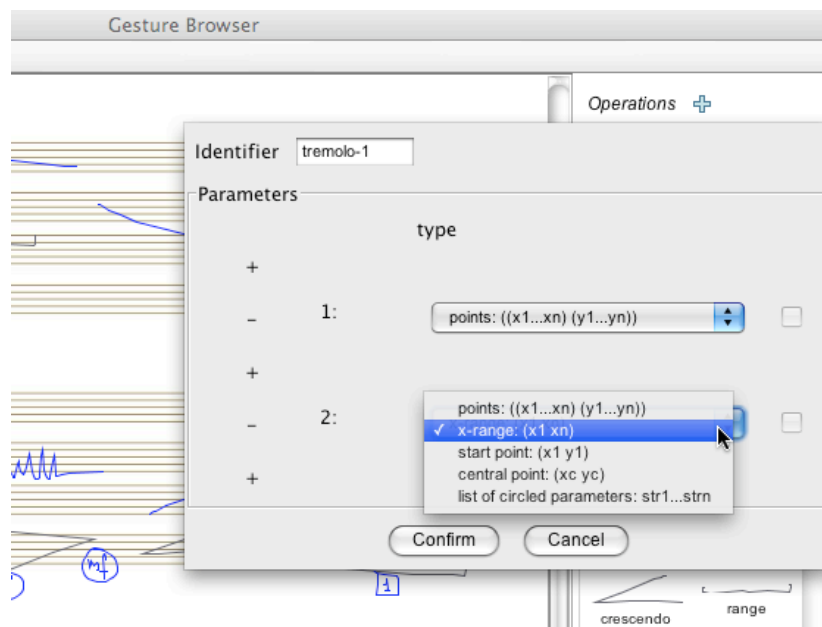 Gesture Browser
Operations
Identifier tremolo-1
Parameters
type
+
– 1: points: ((x1...xn) (y1...yn))
+
– 2:
points: ((x1...xn) (y1...yn))
✓ x-range: (x1 xn)
start point: (x1 y1)
central point: (xc yc)
list of circled parameters: str1...strn
+
Confirm Cancel
mf
1
crescendo range